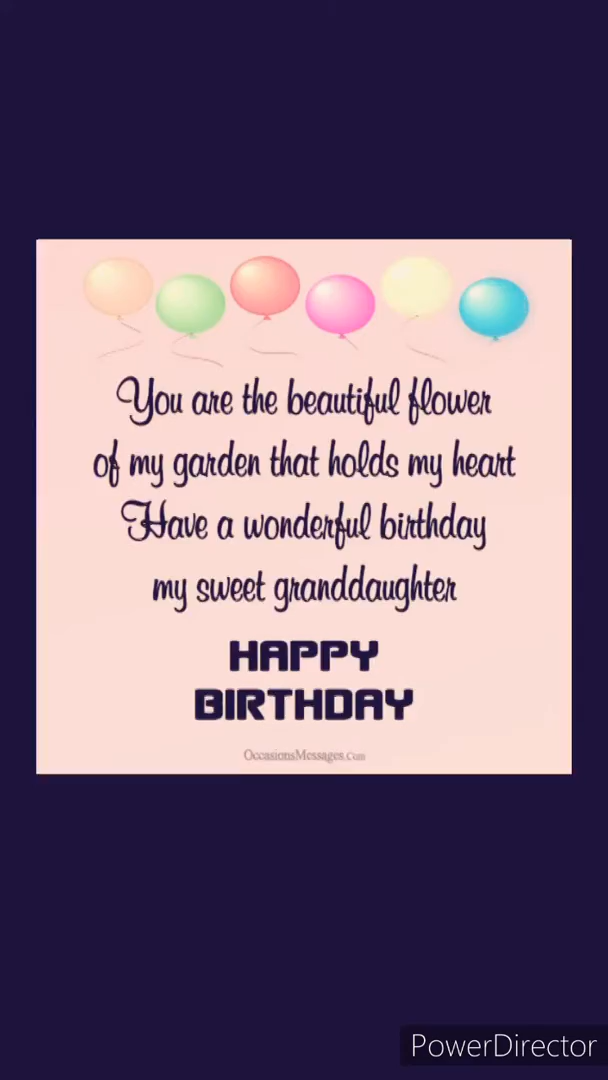 You are the beautiful flower
of my garden that holds my heart
Have a wonderful birthday
my sweet granddaughter
HAPPY
BIRTHDAY
OccasionsMessages.Com
PowerDirector